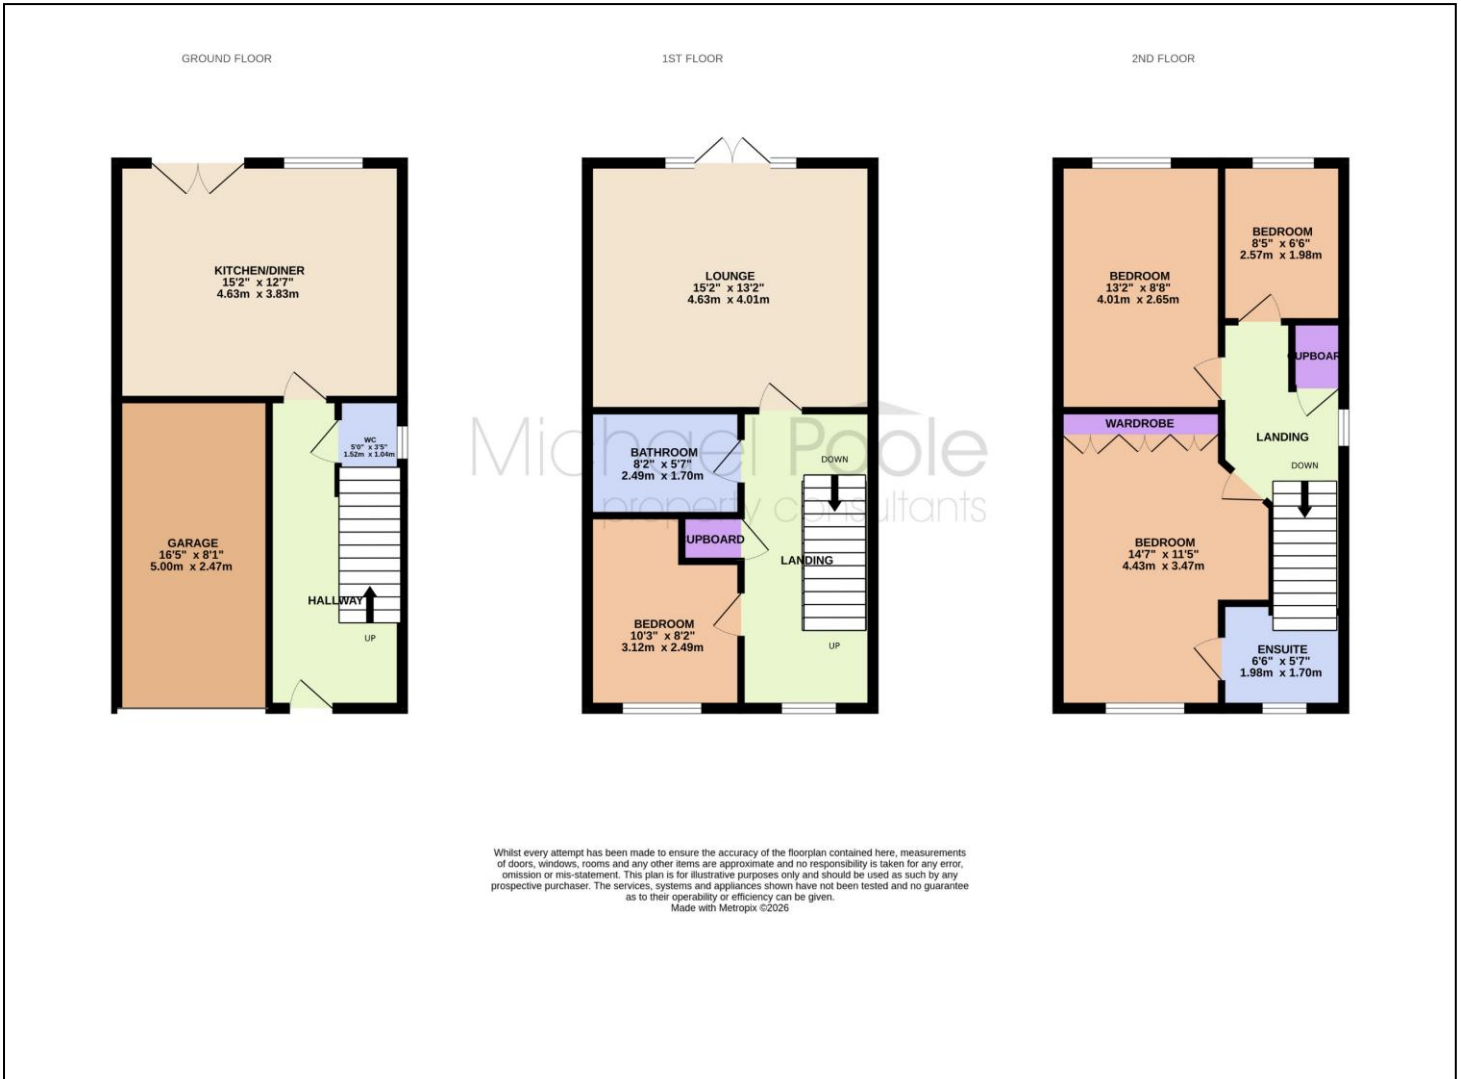 GROUND FLOOR
1ST FLOOR
2ND FLOOR
KITCHEN/DINER
15'2" x 12'7"
4.63m x 3.83m
WC
5'0" x 3'5"
1.52m x 1.04m
GARAGE
16'5" x 8'1"
5.00m x 2.47m
HALLWAY
UP
LOUNGE
15'2" x 13'2"
4.63m x 4.01m
BATHROOM
8'2" x 5'7"
2.49m x 1.70m
DOWN
UPBOARD
LANDING
BEDROOM
10'3" x 8'2"
3.12m x 2.49m
UP
BEDROOM
13'2" x 8'8"
4.01m x 2.65m
BEDROOM
8'5" x 6'6"
2.57m x 1.98m
UPBOAR
WARDROBE
LANDING
DOWN
BEDROOM
14'7" x 11'5"
4.43m x 3.47m
ENSUITE
6'6" x 5'7"
1.98m x 1.70m
Michael Poole
property consultants
Whilst every attempt has been made to ensure the accuracy of the floorplan contained here, measurements
of doors, windows, rooms and any other items are approximate and no responsibility is taken for any error,
omission or mis-statement. This plan is for illustrative purposes only and should be used as such by any
prospective purchaser. The services, systems and appliances shown have not been tested and no guarantee
as to their operability or efficiency can be given.
Made with Metropix ©2026